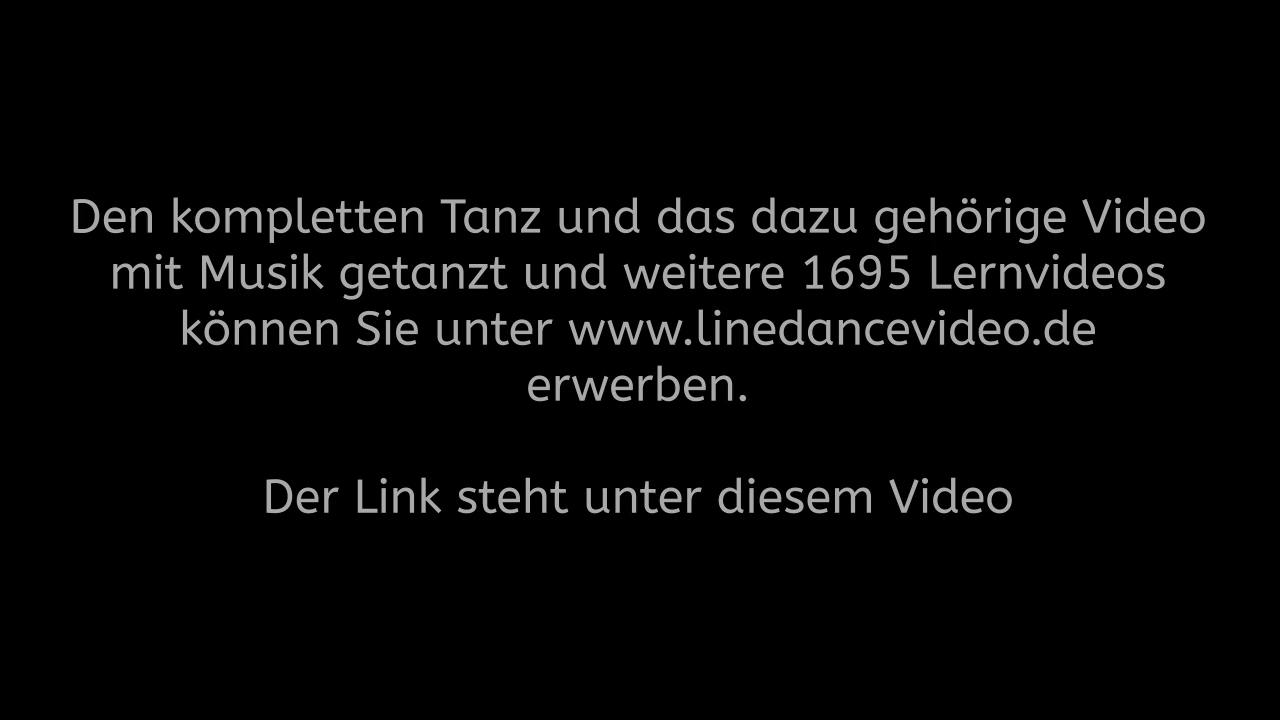 Den kompletten Tanz und das dazu gehörige Video
mit Musik getanzt und weitere 1695 Lernvideos
können Sie unter www.linedancevideo.de
erwerben.
Der Link steht unter diesem Video